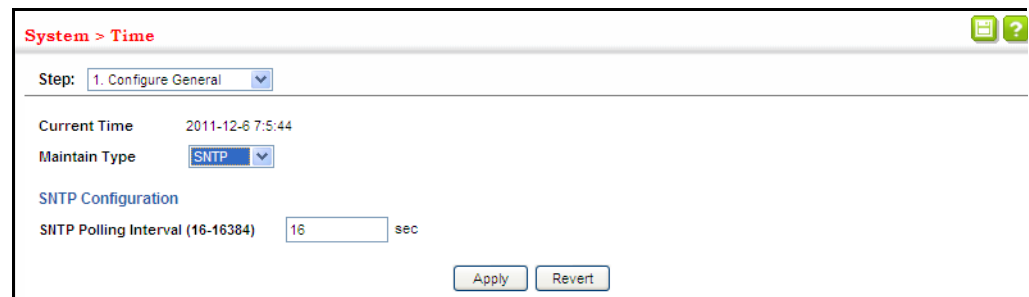 System > Time
?
Step: 1. Configure General
Current Time 2011-12-6 7:5:44
Maintain Type SNTP
SNTP Configuration
SNTP Polling Interval (16-16384) 16 sec
Apply Revert